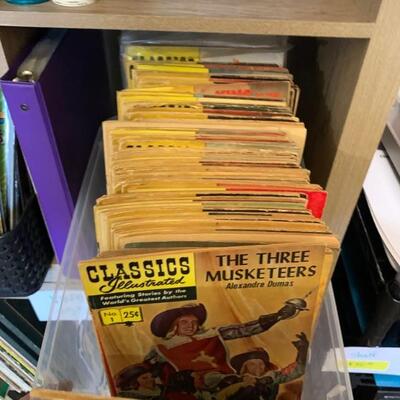 CLASSICS
Illustrated
Featuring Stories by the
World's Greatest Authors
No. 1
25¢
THE THREE
MUSKETEERS
Alexandre Dumas